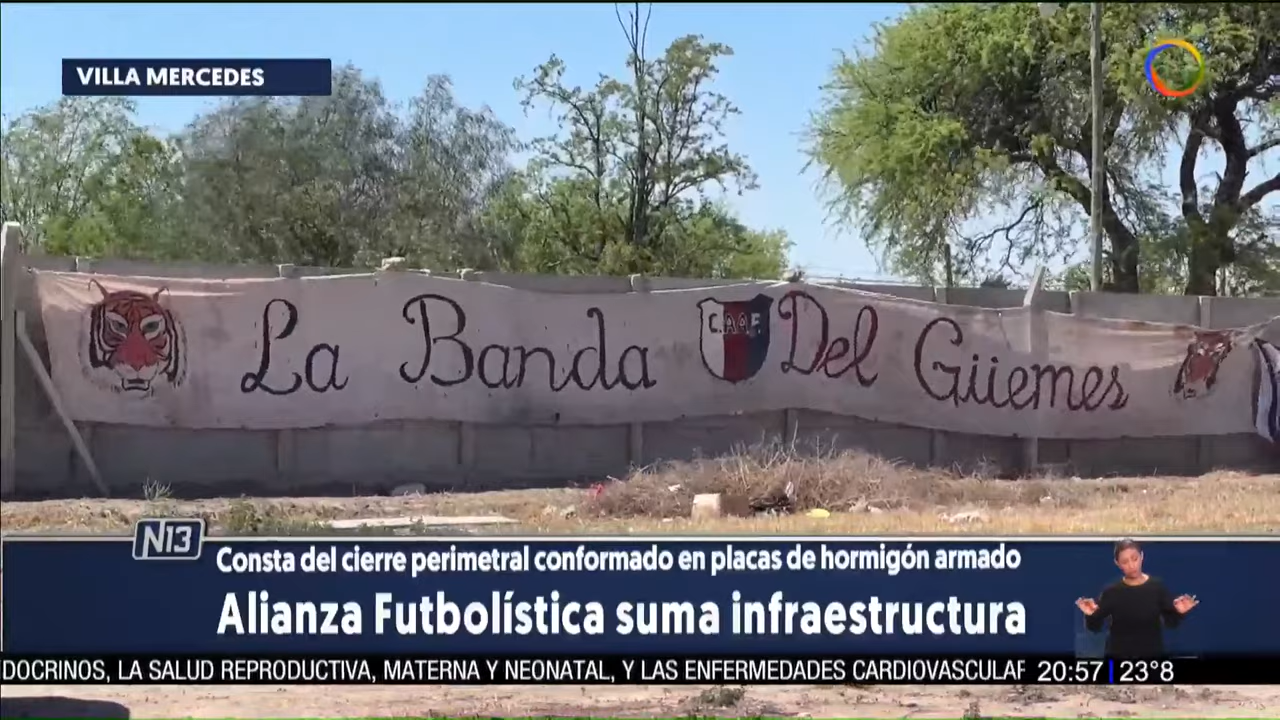 VILLA MERCEDES
La Banda C.A.A.F. Del Güemes
N13
Consta del cierre perimetral conformado en placas de hormigón armado
Alianza Futbolística suma infraestructura
DOCRINOS, LA SALUD REPRODUCTIVA, MATERNA Y NEONATAL, Y LAS ENFERMEDADES CARDIOVASCULAR 20:57 23°8